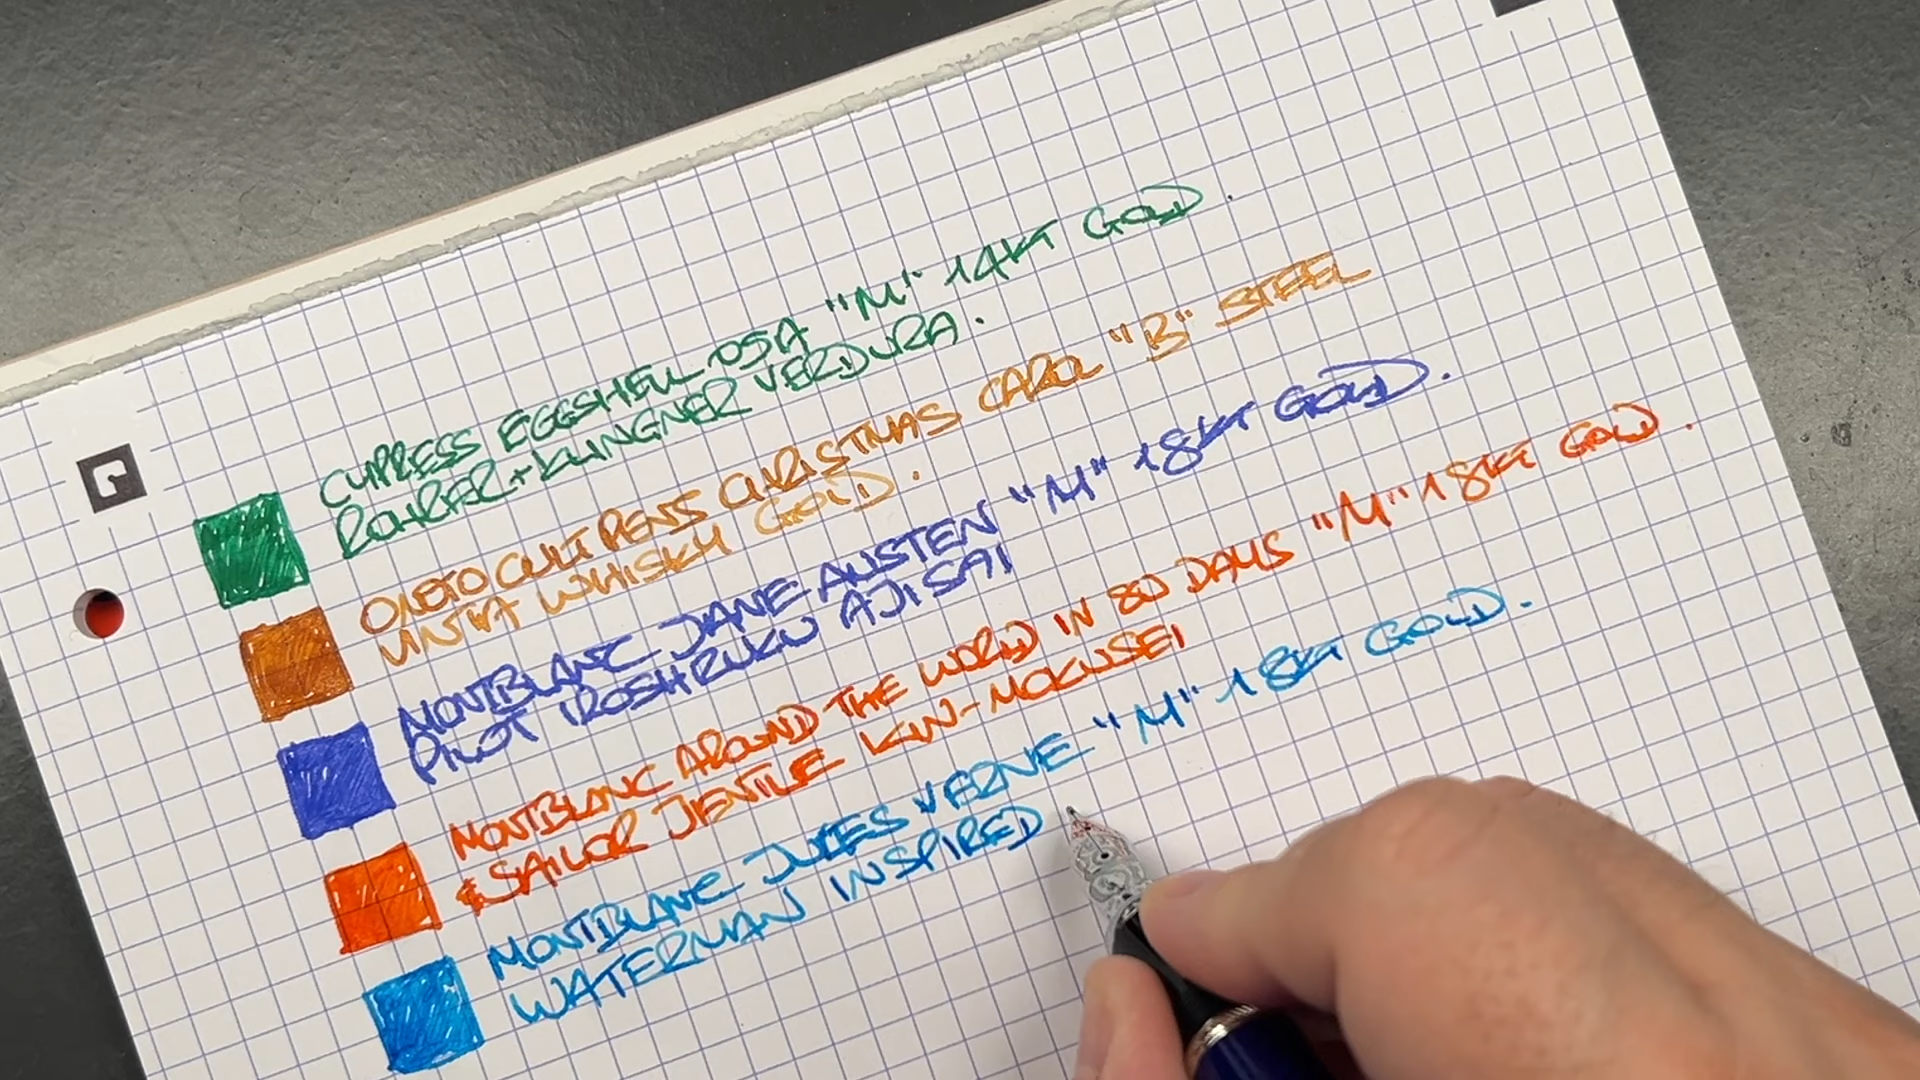 CYPRESS EGGSHELL OSA "M" 14KT GOLD.
ROHRER+KLINGNER VERDURA.
ONOTO CULT PENS CHRISTMAS CAROL "B" STEEL
VINTA WHISKY GOLD.
MONTBLANC JANE AUSTEN "M" 18KT GOLD.
PILOT IROSHIZUKU AJISAI
MONTBLANC AROUND THE WORLD IN 80 DAYS "M" 18KT GOLD.
SAILOR JENTLE KIN-MOKUSEI
MONTBLANC JULES VERNE "M" 18KT GOLD.
WATERMAN INSPIRED